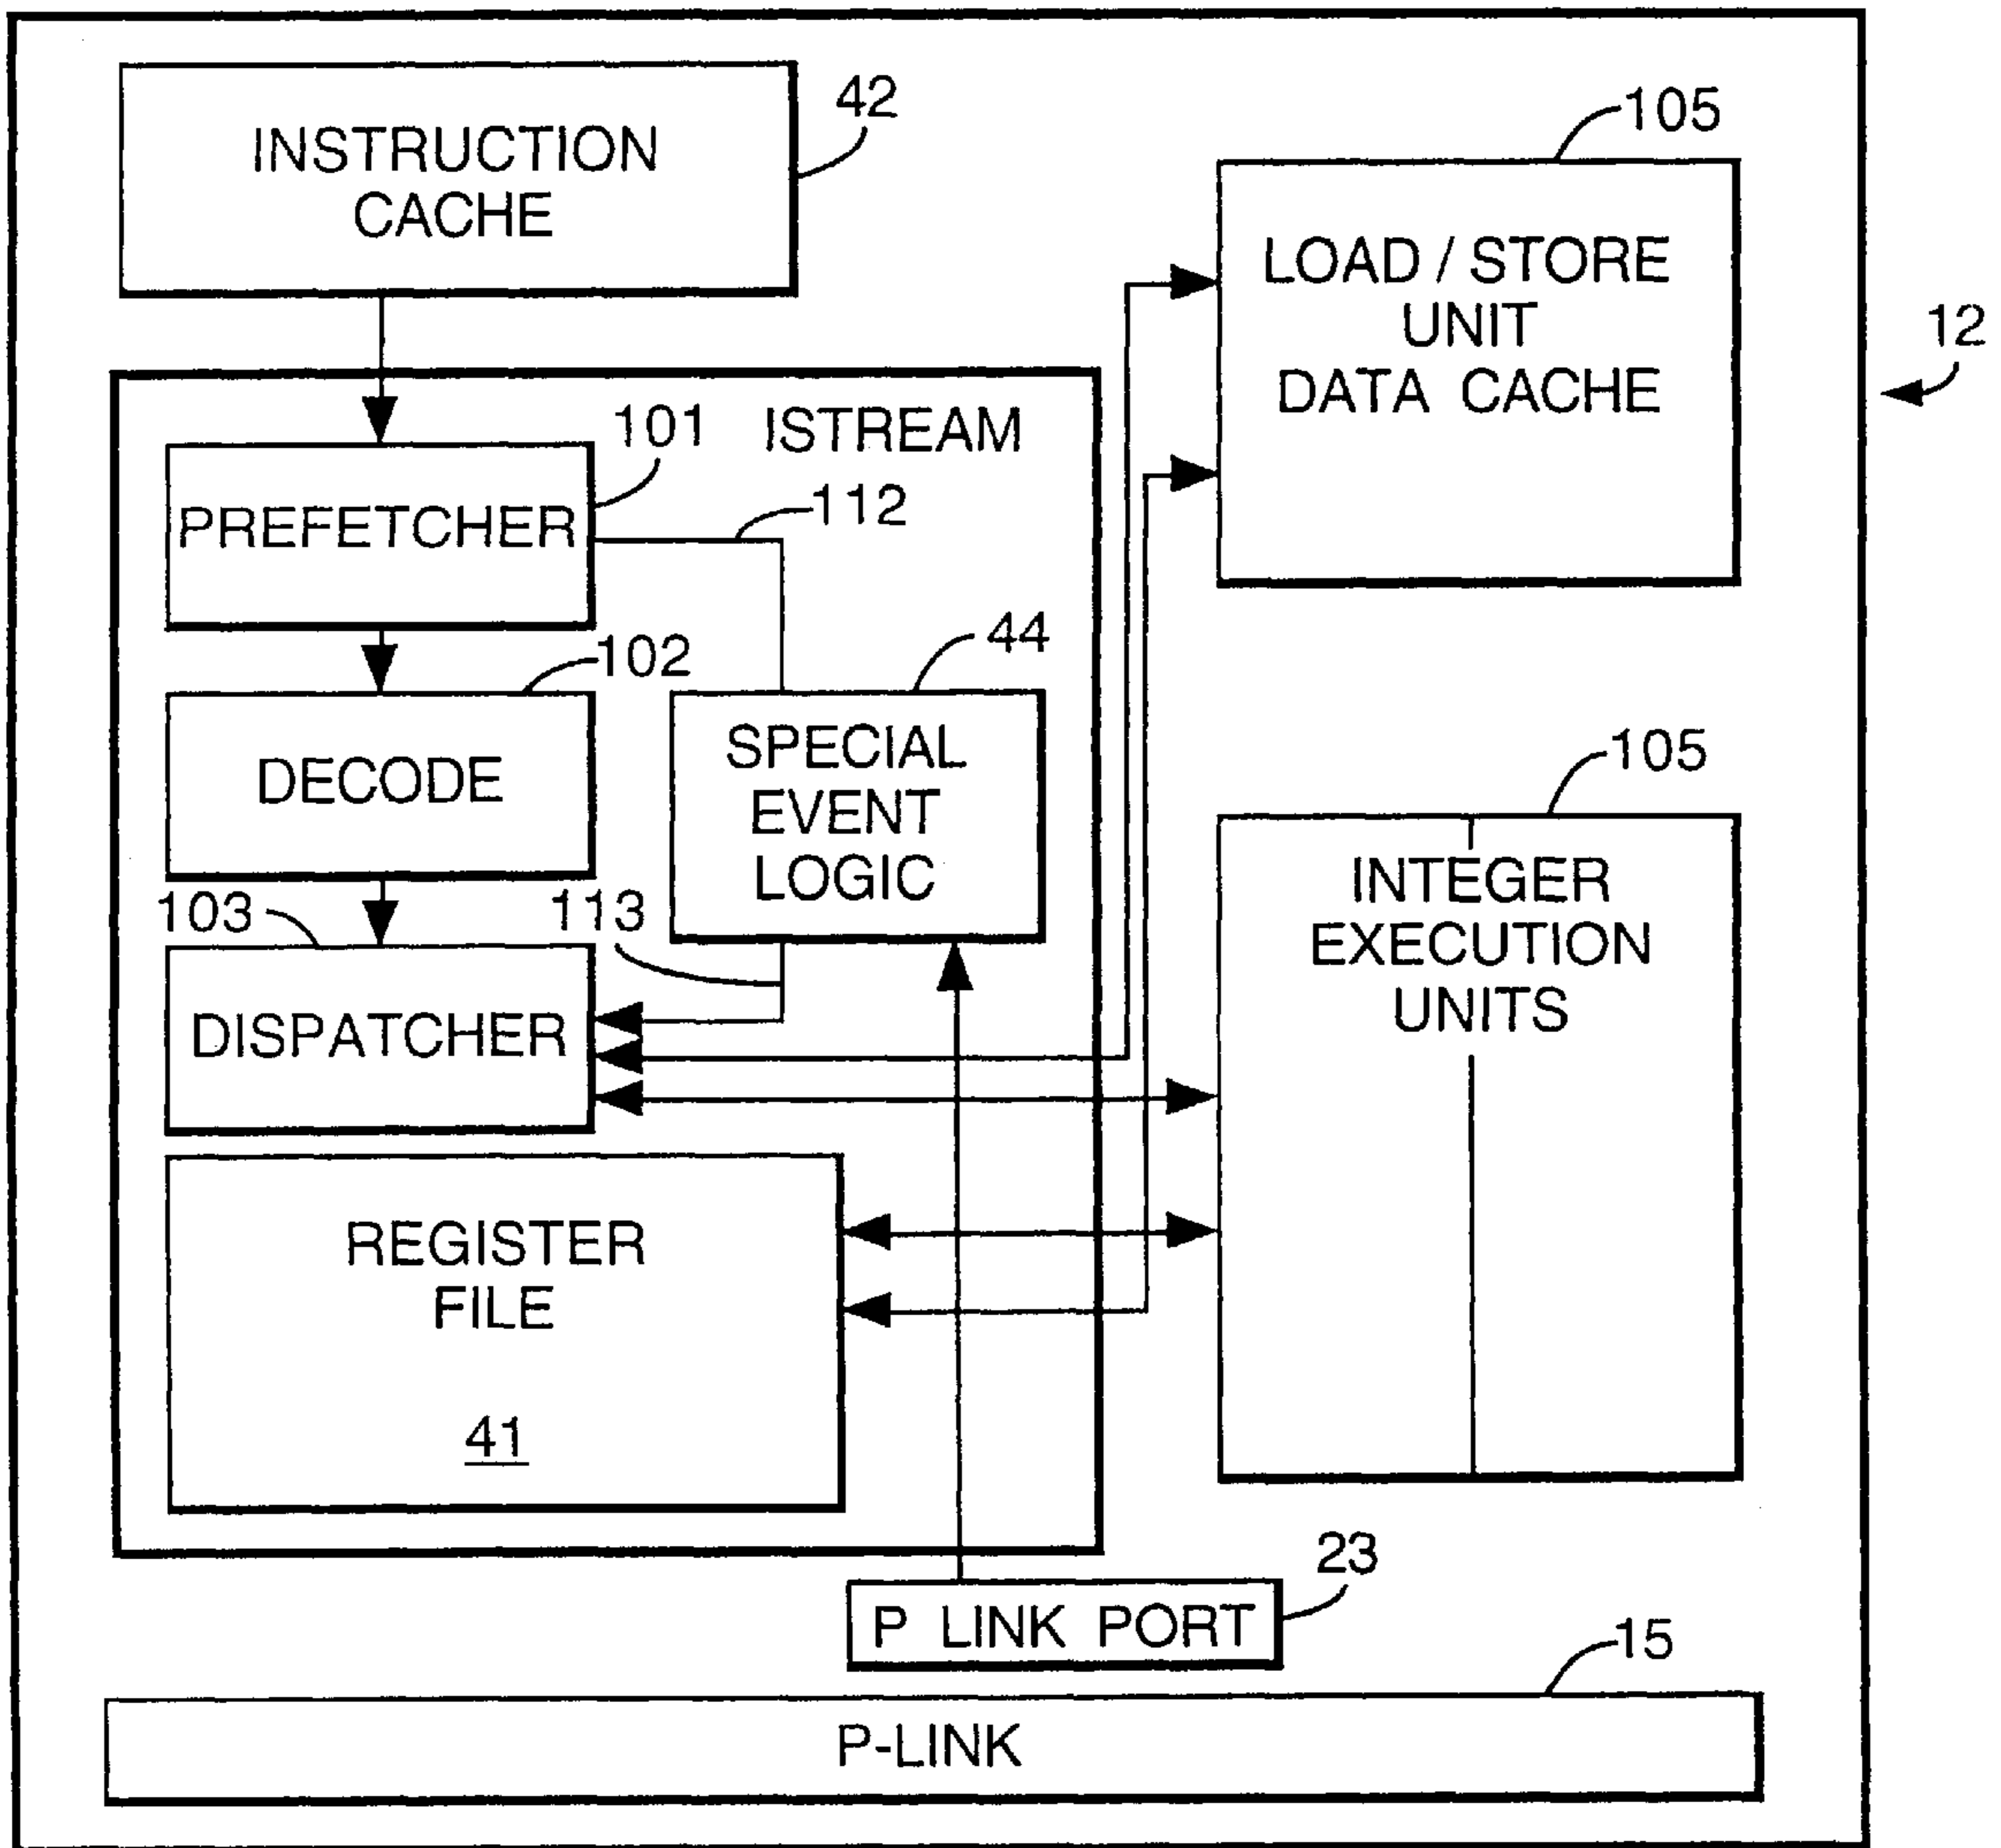 INSTRUCTION
CACHE
42
105
LOAD / STORE
UNIT
DATA CACHE
12
ISTREAM
101
PREFETCHER
112
102
44
DECODE
SPECIAL
EVENT
LOGIC
105
INTEGER
EXECUTION
UNITS
103
113
DISPATCHER
REGISTER
FILE
41
23
P LINK PORT
15
P-LINK